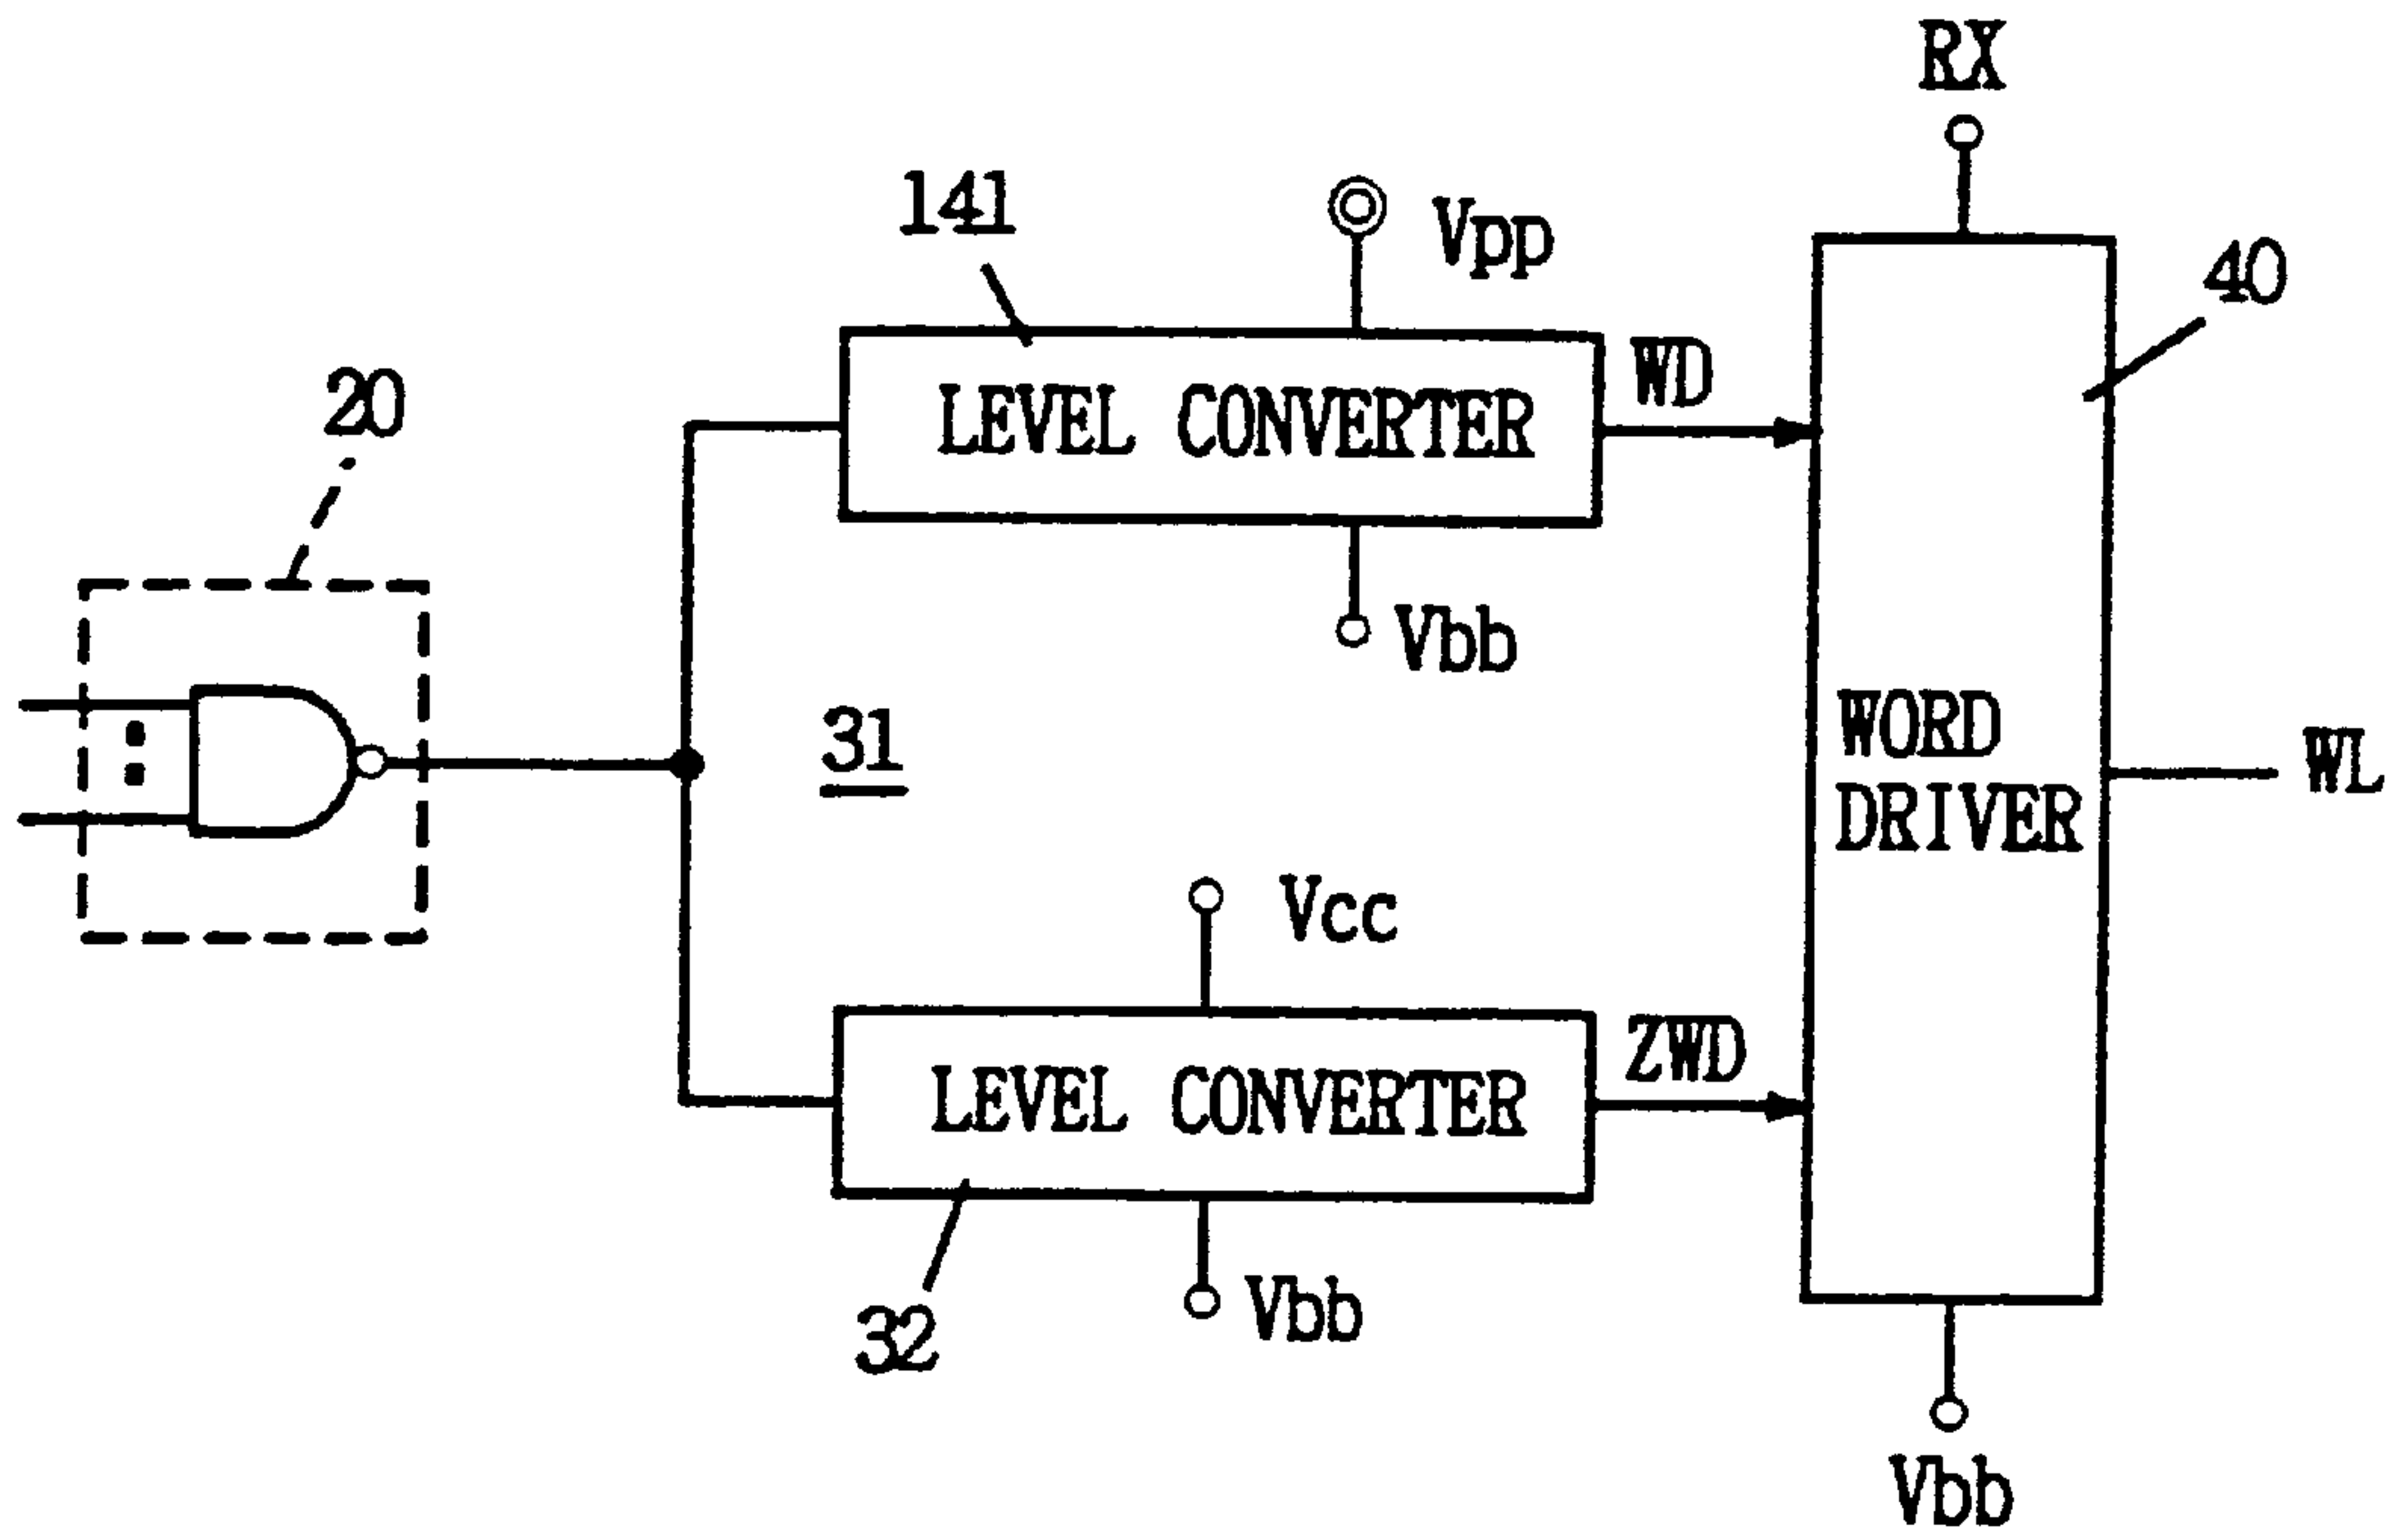 RX
141
Vpp
40
WD
20
LEVEL CONVERTER
Vbb
31
WORD
DRIVER
WL
Vcc
ZWD
LEVEL CONVERTER
Vbb
32
Vbb